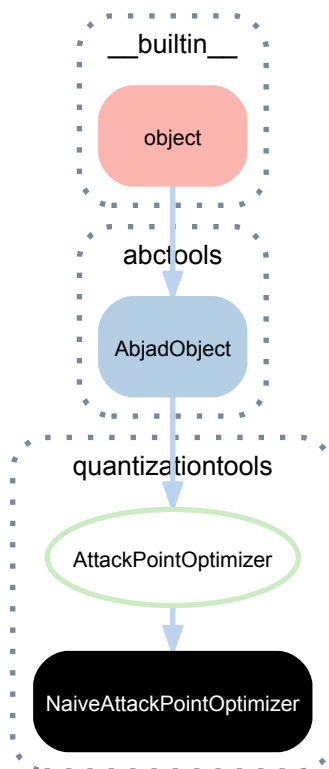 __builtin__
object
abctools
AbjadObject
quantizationtools
AttackPointOptimizer
NaiveAttackPointOptimizer